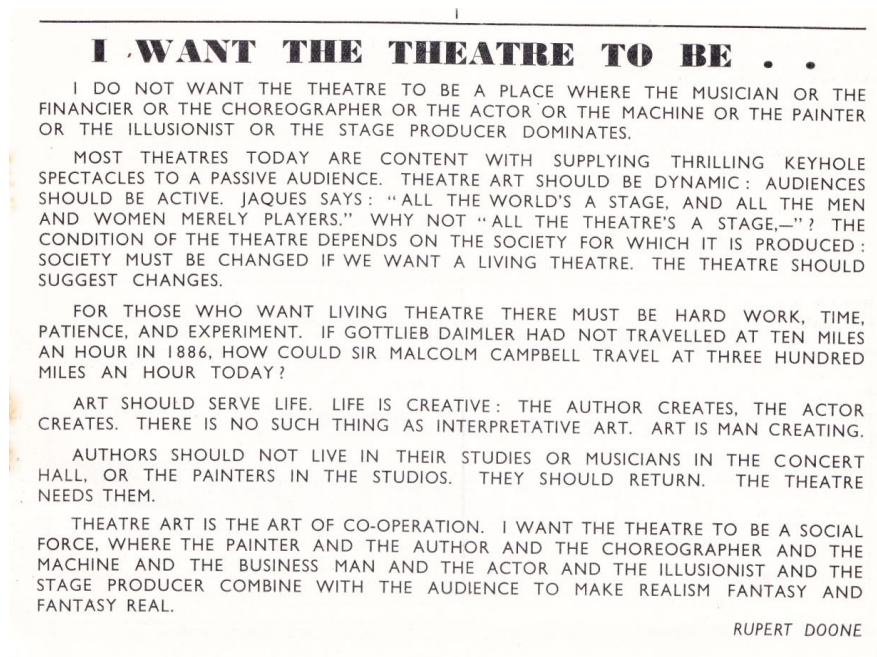 I WANT THE THEATRE TO BE . .
I DO NOT WANT THE THEATRE TO BE A PLACE WHERE THE MUSICIAN OR THE
FINANCIER OR THE CHOREOGRAPHER OR THE ACTOR OR THE MACHINE OR THE PAINTER
OR THE ILLUSIONIST OR THE STAGE PRODUCER DOMINATES.
MOST THEATRES TODAY ARE CONTENT WITH SUPPLYING THRILLING KEYHOLE
SPECTACLES TO A PASSIVE AUDIENCE. THEATRE ART SHOULD BE DYNAMIC : AUDIENCES
SHOULD BE ACTIVE. JAQUES SAYS : “ ALL THE WORLD'S A STAGE, AND ALL THE MEN
AND WOMEN MERELY PLAYERS.” WHY NOT “ ALL THE THEATRE'S A STAGE,—” ? THE
CONDITION OF THE THEATRE DEPENDS ON THE SOCIETY FOR WHICH IT IS PRODUCED :
SOCIETY MUST BE CHANGED IF WE WANT A LIVING THEATRE. THE THEATRE SHOULD
SUGGEST CHANGES.
FOR THOSE WHO WANT LIVING THEATRE THERE MUST BE HARD WORK, TIME,
PATIENCE, AND EXPERIMENT. IF GOTTLIEB DAIMLER HAD NOT TRAVELLED AT TEN MILES
AN HOUR IN 1886, HOW COULD SIR MALCOLM CAMPBELL TRAVEL AT THREE HUNDRED
MILES AN HOUR TODAY ?
ART SHOULD SERVE LIFE. LIFE IS CREATIVE : THE AUTHOR CREATES, THE ACTOR
CREATES. THERE IS NO SUCH THING AS INTERPRETATIVE ART. ART IS MAN CREATING.
AUTHORS SHOULD NOT LIVE IN THEIR STUDIES OR MUSICIANS IN THE CONCERT
HALL, OR THE PAINTERS IN THE STUDIOS. THEY SHOULD RETURN. THE THEATRE
NEEDS THEM.
THEATRE ART IS THE ART OF CO-OPERATION. I WANT THE THEATRE TO BE A SOCIAL
FORCE, WHERE THE PAINTER AND THE AUTHOR AND THE CHOREOGRAPHER AND THE
MACHINE AND THE BUSINESS MAN AND THE ACTOR AND THE ILLUSIONIST AND THE
STAGE PRODUCER COMBINE WITH THE AUDIENCE TO MAKE REALISM FANTASY AND
FANTASY REAL.
RUPERT DOONE